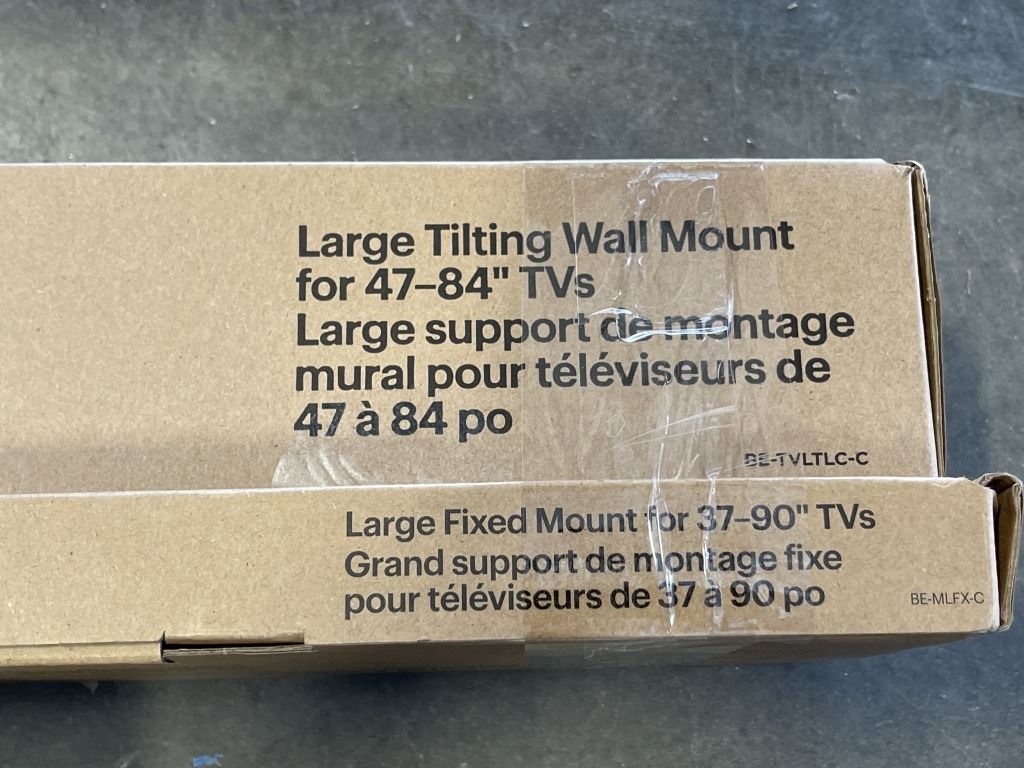 Large Tilting Wall Mount
for 47–84" TVs
Large support de montage
mural pour téléviseurs de
47 à 84 po
BE-TVLTLC-C
Large Fixed Mount for 37–90" TVs
Grand support de montage fixe
pour téléviseurs de 37 à 90 po
BE-MLFX-C